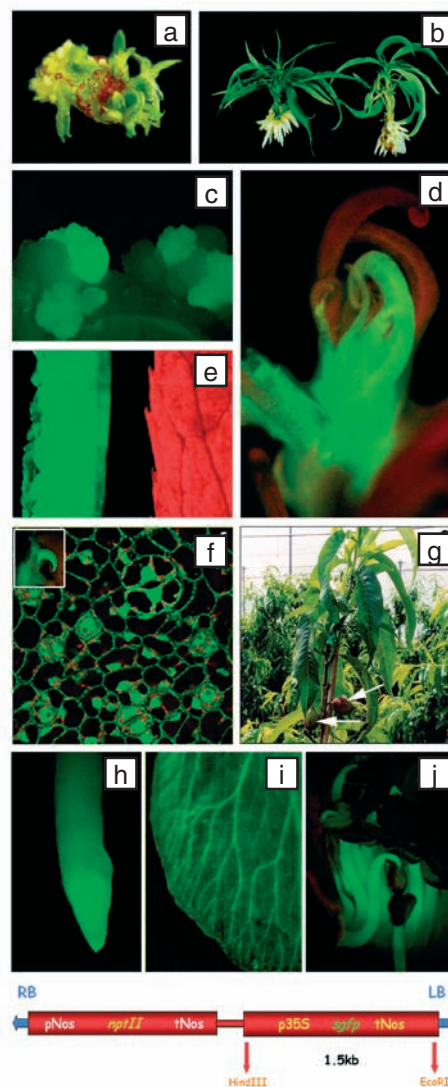 a
b
c
d
e
f
g
h
i
j
RB
LB
pNos nptII tNos
p35S sgfp tNos
1.5kb
HindIII
EcoRI